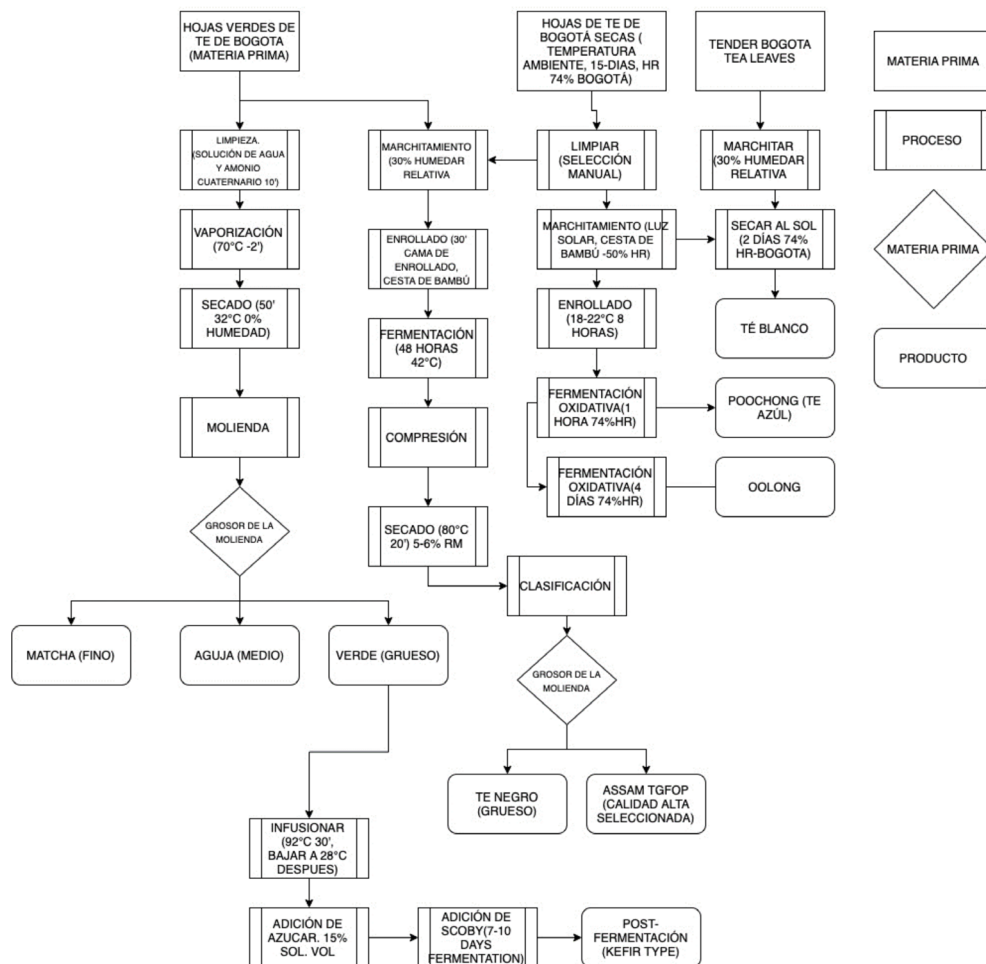 HOJAS VERDES DE
TE DE BOGOTA
(MATERIA PRIMA)
HOJAS DE TE DE
BOGOTÁ SECAS (
TEMPERATURA
AMBIENTE, 15-DIAS, HR
74% BOGOTÁ)
TENDER BOGOTA
TEA LEAVES
MATERIA PRIMA
LIMPIEZA.
(SOLUCIÓN DE AGUA
Y AMONIO
CUATERNARIO 10')
MARCHITAMIENTO
(30% HUMEDAR
RELATIVA
LIMPIAR
(SELECCIÓN
MANUAL)
MARCHITAR
(30% HUMEDAR
RELATIVA
PROCESO
VAPORIZACIÓN
(70°C -2')
ENROLLADO (30'
CAMA DE
ENROLLADO,
CESTA DE BAMBÚ
MARCHITAMIENTO (LUZ
SOLAR, CESTA DE
BAMBÚ -50% HR)
SECAR AL SOL
(2 DÍAS 74%
HR-BOGOTA)
MATERIA PRIMA
SECADO (50'
32°C 0%
HUMEDAD)
FERMENTACIÓN
(48 HORAS
42°C)
ENROLLADO
(18-22°C 8
HORAS)
TÉ BLANCO
PRODUCTO
MOLIENDA
COMPRESIÓN
FERMENTACIÓN
OXIDATIVA(1
HORA 74%HR)
POOCHONG (TE
AZÚL)
FERMENTACIÓN
OXIDATIVA(4
DÍAS 74%HR)
OOLONG
GROSOR DE LA
MOLIENDA
SECADO (80°C
20') 5-6% RM
CLASIFICACIÓN
MATCHA (FINO)
AGUJA (MEDIO)
VERDE (GRUESO)
GROSOR DE LA
MOLIENDA
TE NEGRO
(GRUESO)
ASSAM TGFOP
(CALIDAD ALTA
SELECCIONADA)
INFUSIONAR
(92°C 30',
BAJAR A 28°C
DESPUES)
ADICIÓN DE
AZUCAR. 15%
SOL. VOL
ADICIÓN DE
SCOBY(7-10
DAYS
FERMENTATION)
POST-
FERMENTACIÓN
(KEFIR TYPE)